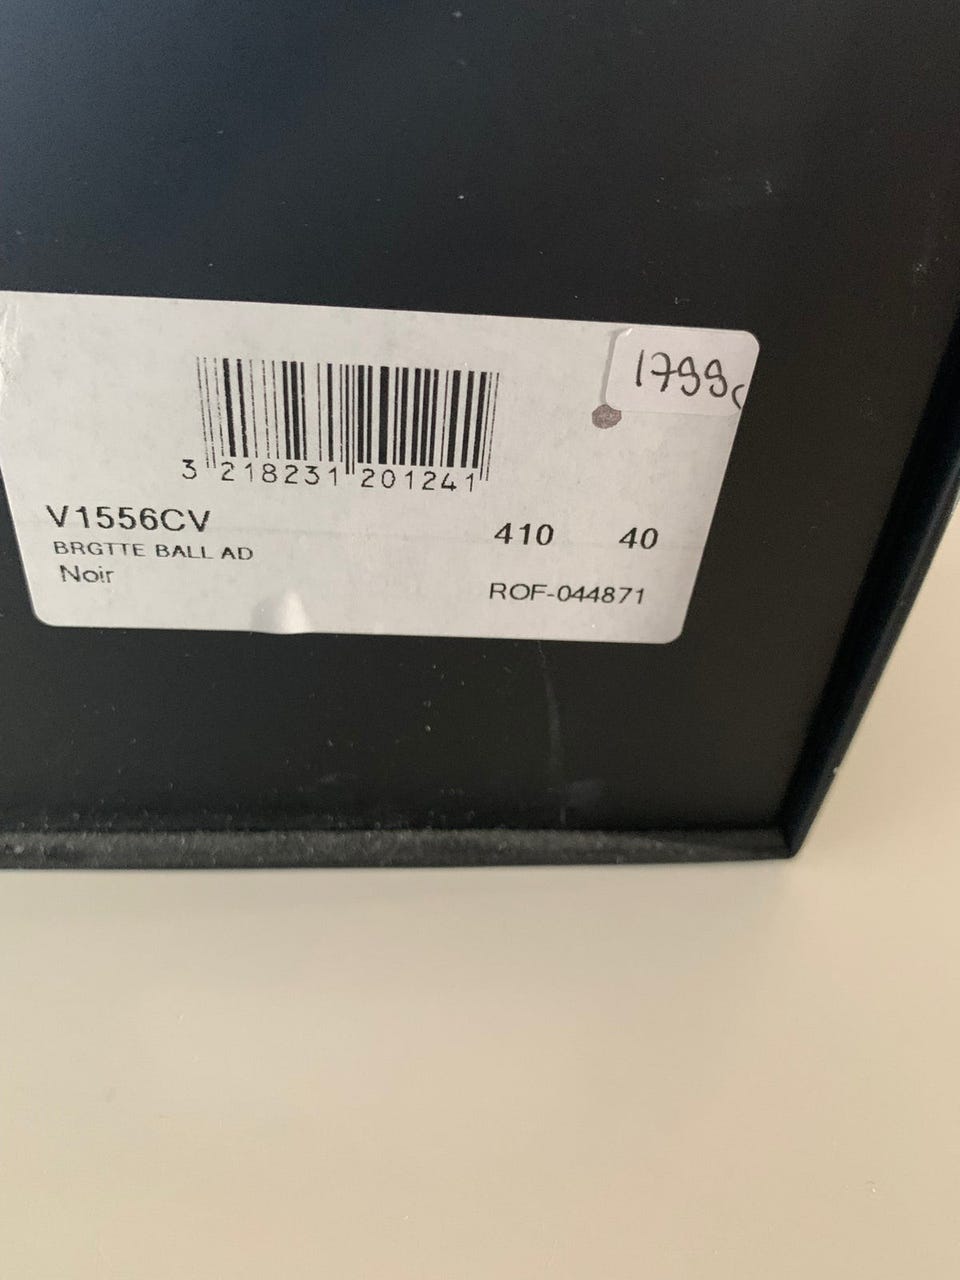 1799
3 218231 201241
V1556CV 410 40
BRGTTE BALL AD
Noir
ROF-044871